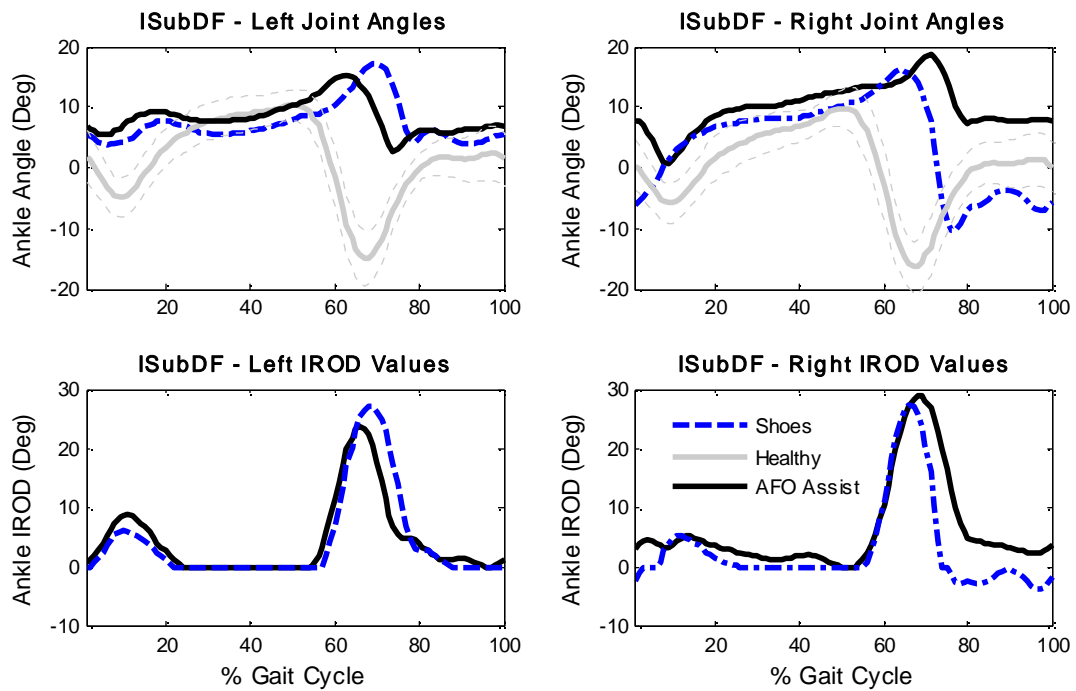 ISubDF - Left Joint Angles
Ankle Angle (Deg)
20
10
0
-10
-20
20 40 60 80 100
ISubDF - Right Joint Angles
Ankle Angle (Deg)
20
10
0
-10
-20
20 40 60 80 100
ISubDF - Left IROD Values
Ankle IROD (Deg)
30
20
10
0
-10
20 40 60 80 100
% Gait Cycle
ISubDF - Right IROD Values
Ankle IROD (Deg)
30
20
10
0
-10
Shoes
Healthy
AFO Assist
20 40 60 80 100
% Gait Cycle